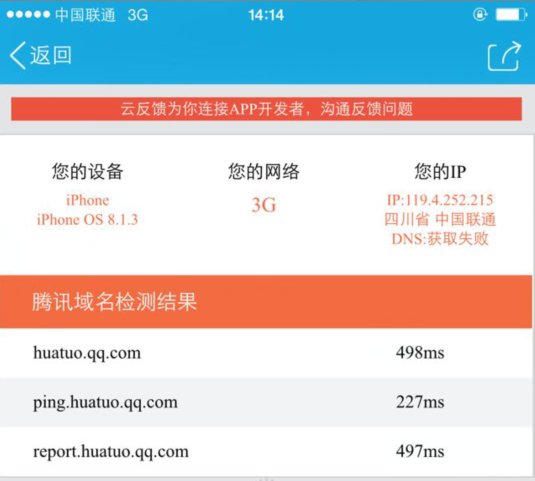 中国联通 3G 14:14
返回
云反馈为你连接APP开发者，沟通反馈问题
您的设备 您的网络 您的IP
iPhone 3G IP:119.4.252.215
iPhone OS 8.1.3 四川省 中国联通
DNS:获取失败
腾讯域名检测结果
huatuo.qq.com 498ms
ping.huatuo.qq.com 227ms
report.huatuo.qq.com 497ms